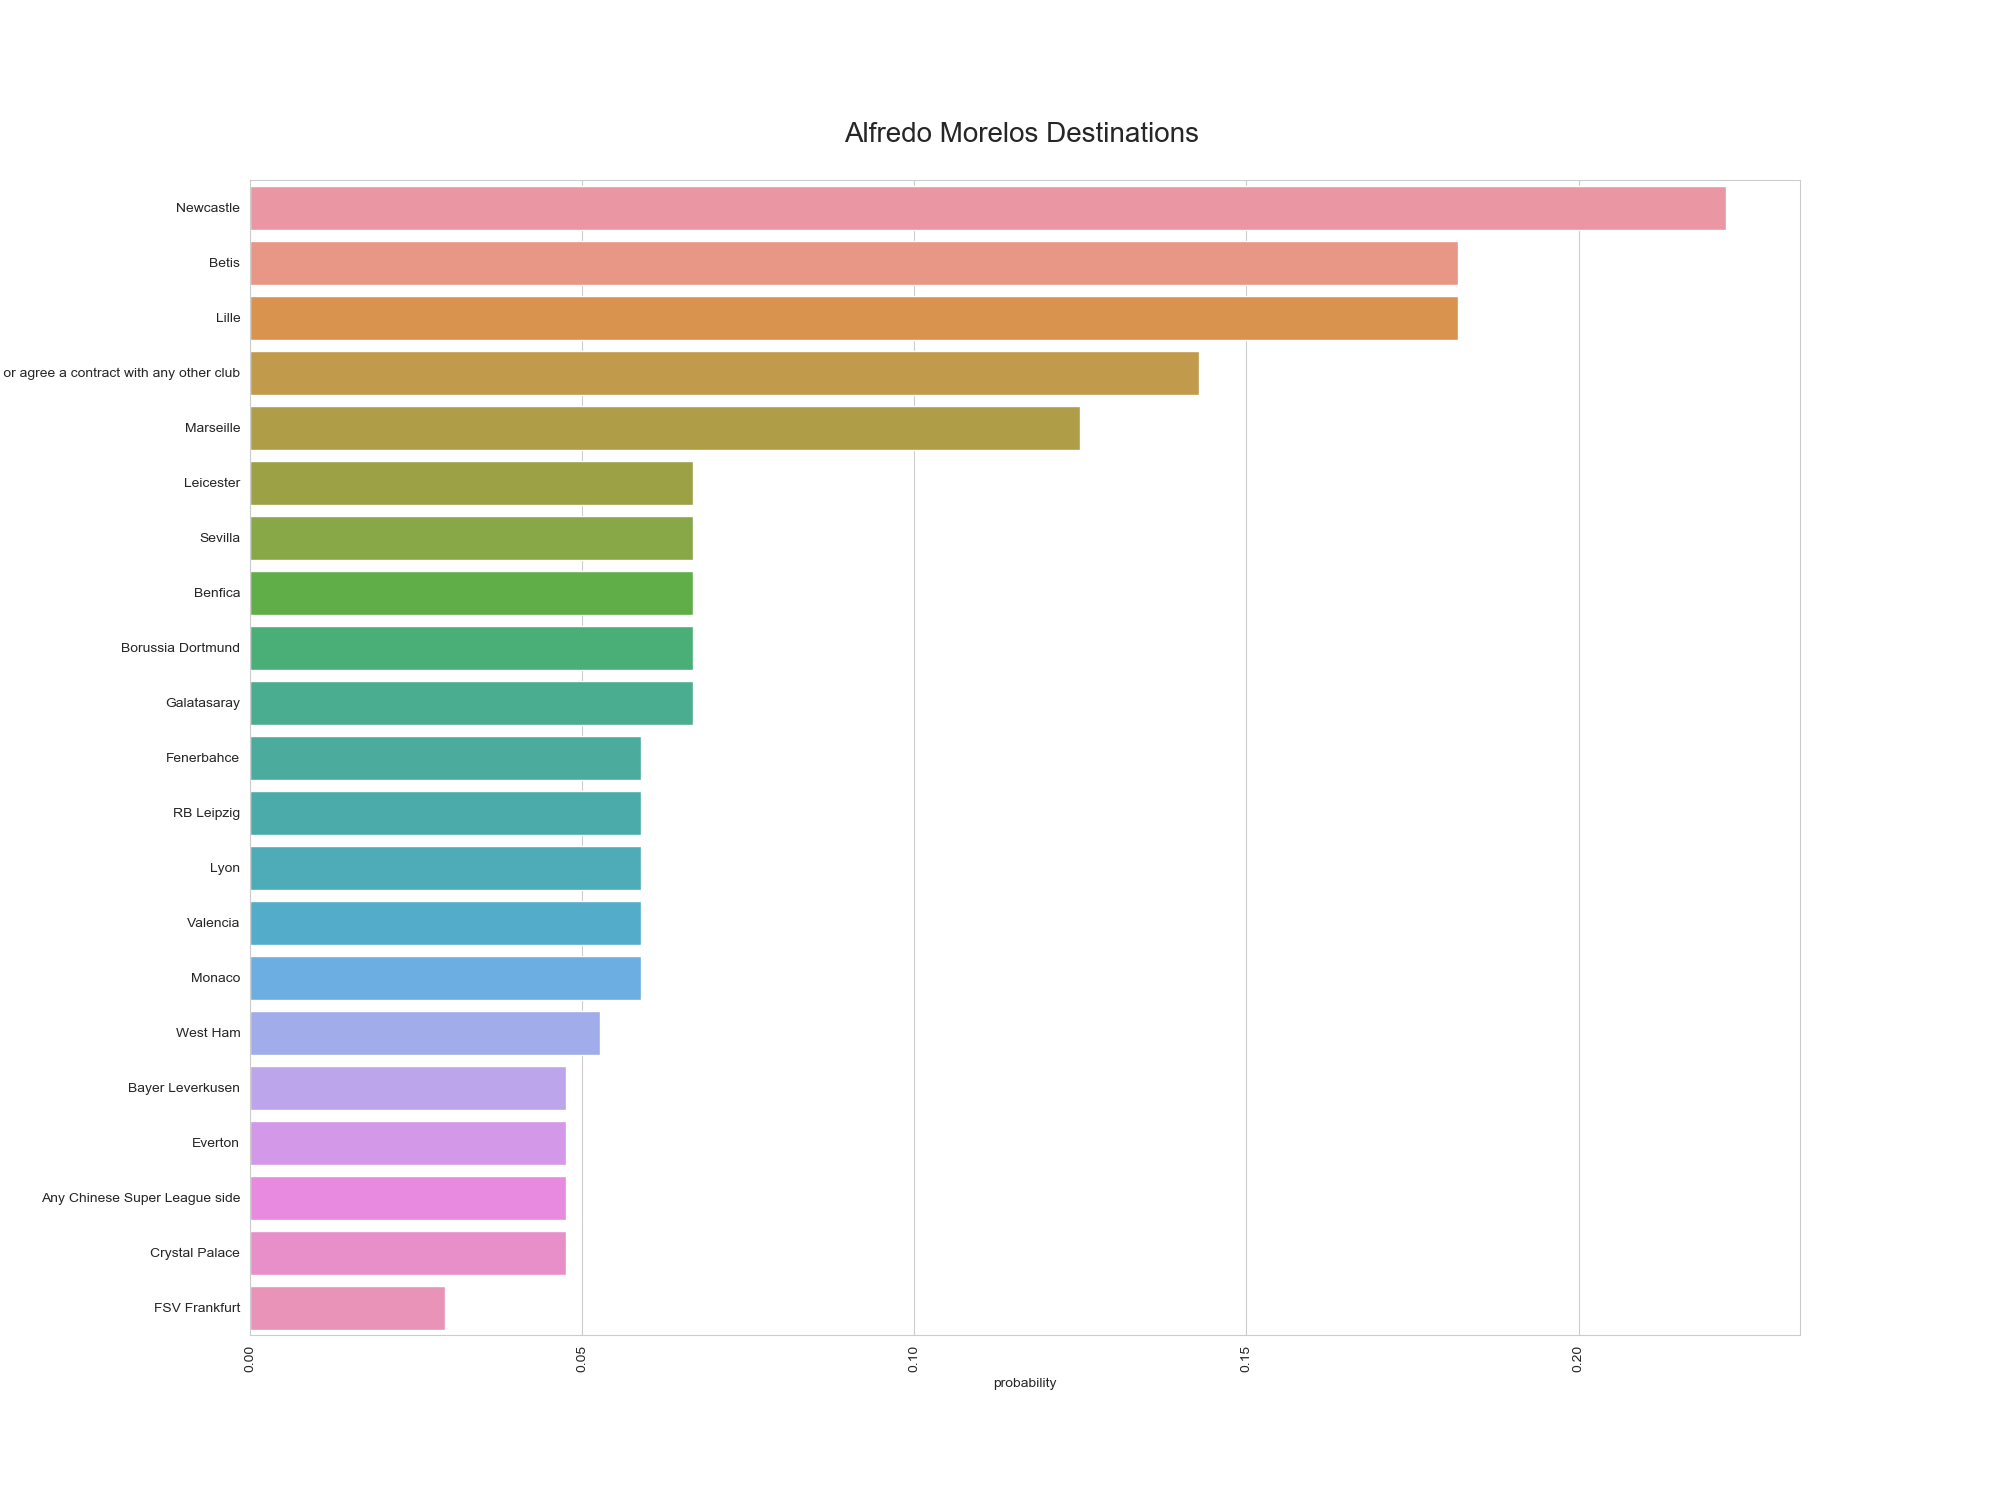 Alfredo Morelos Destinations
Newcastle
Betis
Lille
or agree a contract with any other club
Marseille
Leicester
Sevilla
Benfica
Borussia Dortmund
Galatasaray
Fenerbahce
RB Leipzig
Lyon
Valencia
Monaco
West Ham
Bayer Leverkusen
Everton
Any Chinese Super League side
Crystal Palace
FSV Frankfurt
0.00 0.05 0.10 0.15 0.20
probability